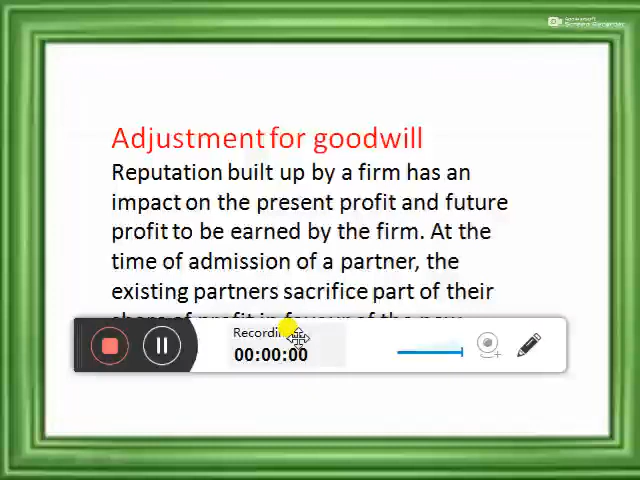 Screen Recorder
Adjustment for goodwill
Reputation built up by a firm has an
impact on the present profit and future
profit to be earned by the firm. At the
time of admission of a partner, the
existing partners sacrifice part of their
share of profit in favour of the new
Recording
00:00:00